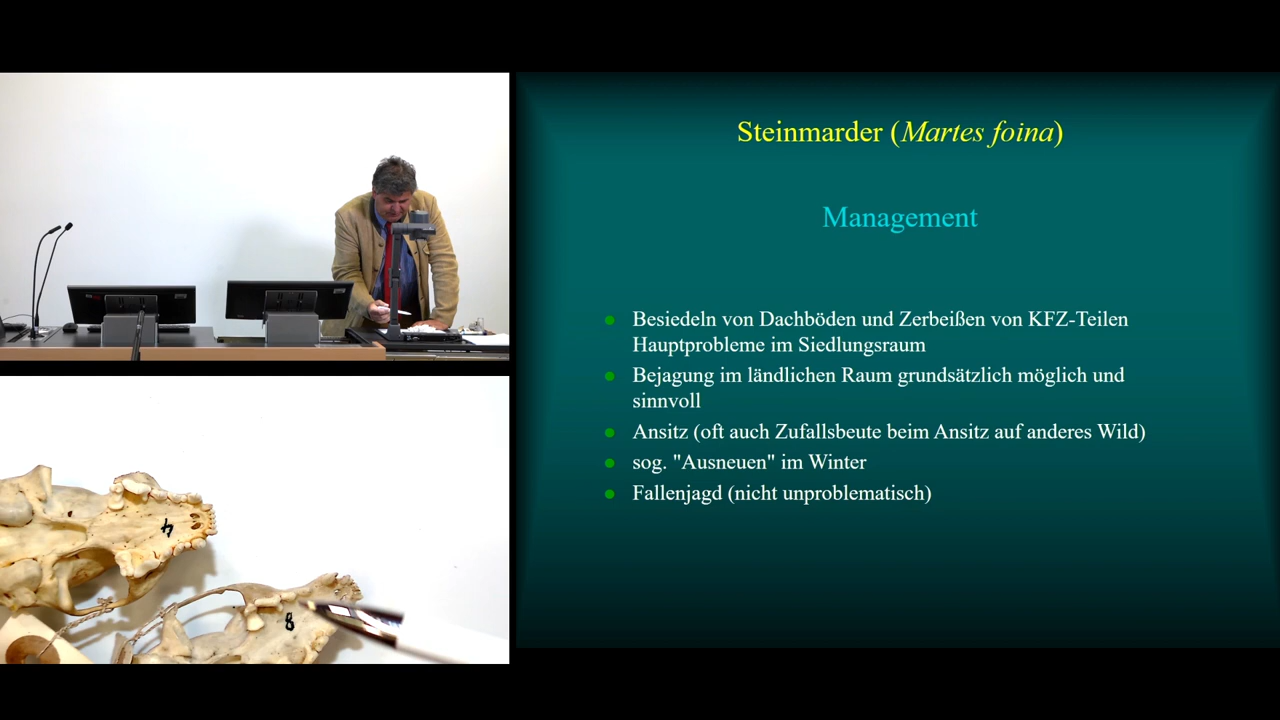 Steinmarder (Martes foina)
Management
Besiedeln von Dachböden und Zerbeißen von KFZ-Teilen
Hauptprobleme im Siedlungsraum
Bejagung im ländlichen Raum grundsätzlich möglich und
sinnvoll
Ansitz (oft auch Zufallsbeute beim Ansitz auf anderes Wild)
sog. "Ausneuen" im Winter
Fallenjagd (nicht unproblematisch)
4
8